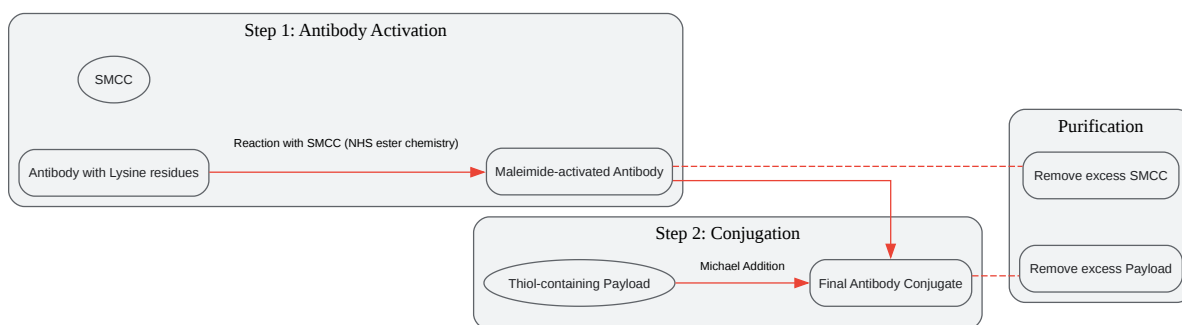 Step 1: Antibody Activation
SMCC
Reaction with SMCC (NHS ester chemistry)
Antibody with Lysine residues
Maleimide-activated Antibody
Purification
Remove excess SMCC
Step 2: Conjugation
Michael Addition
Thiol-containing Payload
Final Antibody Conjugate
Remove excess Payload